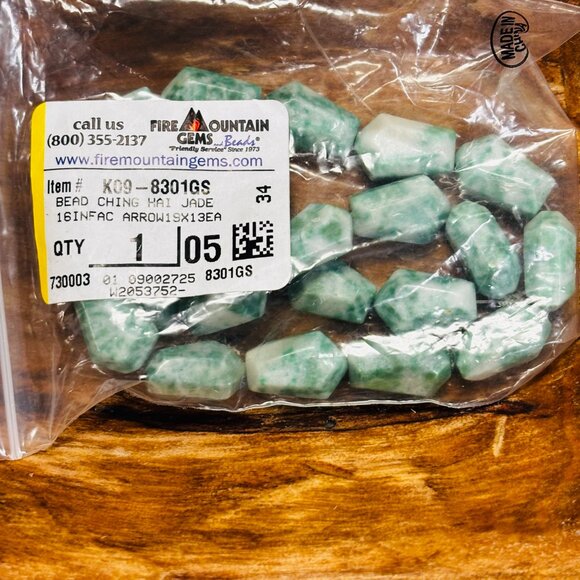 MADE IN
China
call us
(800) 355-2137
FIRE MOUNTAIN
GEMS and Beads®
"Friendly Service" Since 1973
www.firemountaingems.com
Item # K09-8301GS
BEAD CHING HAI JADE
16INFAC ARROW19X13EA
34
QTY 1 05
730003 01 09002725 8301GS
W2053752-